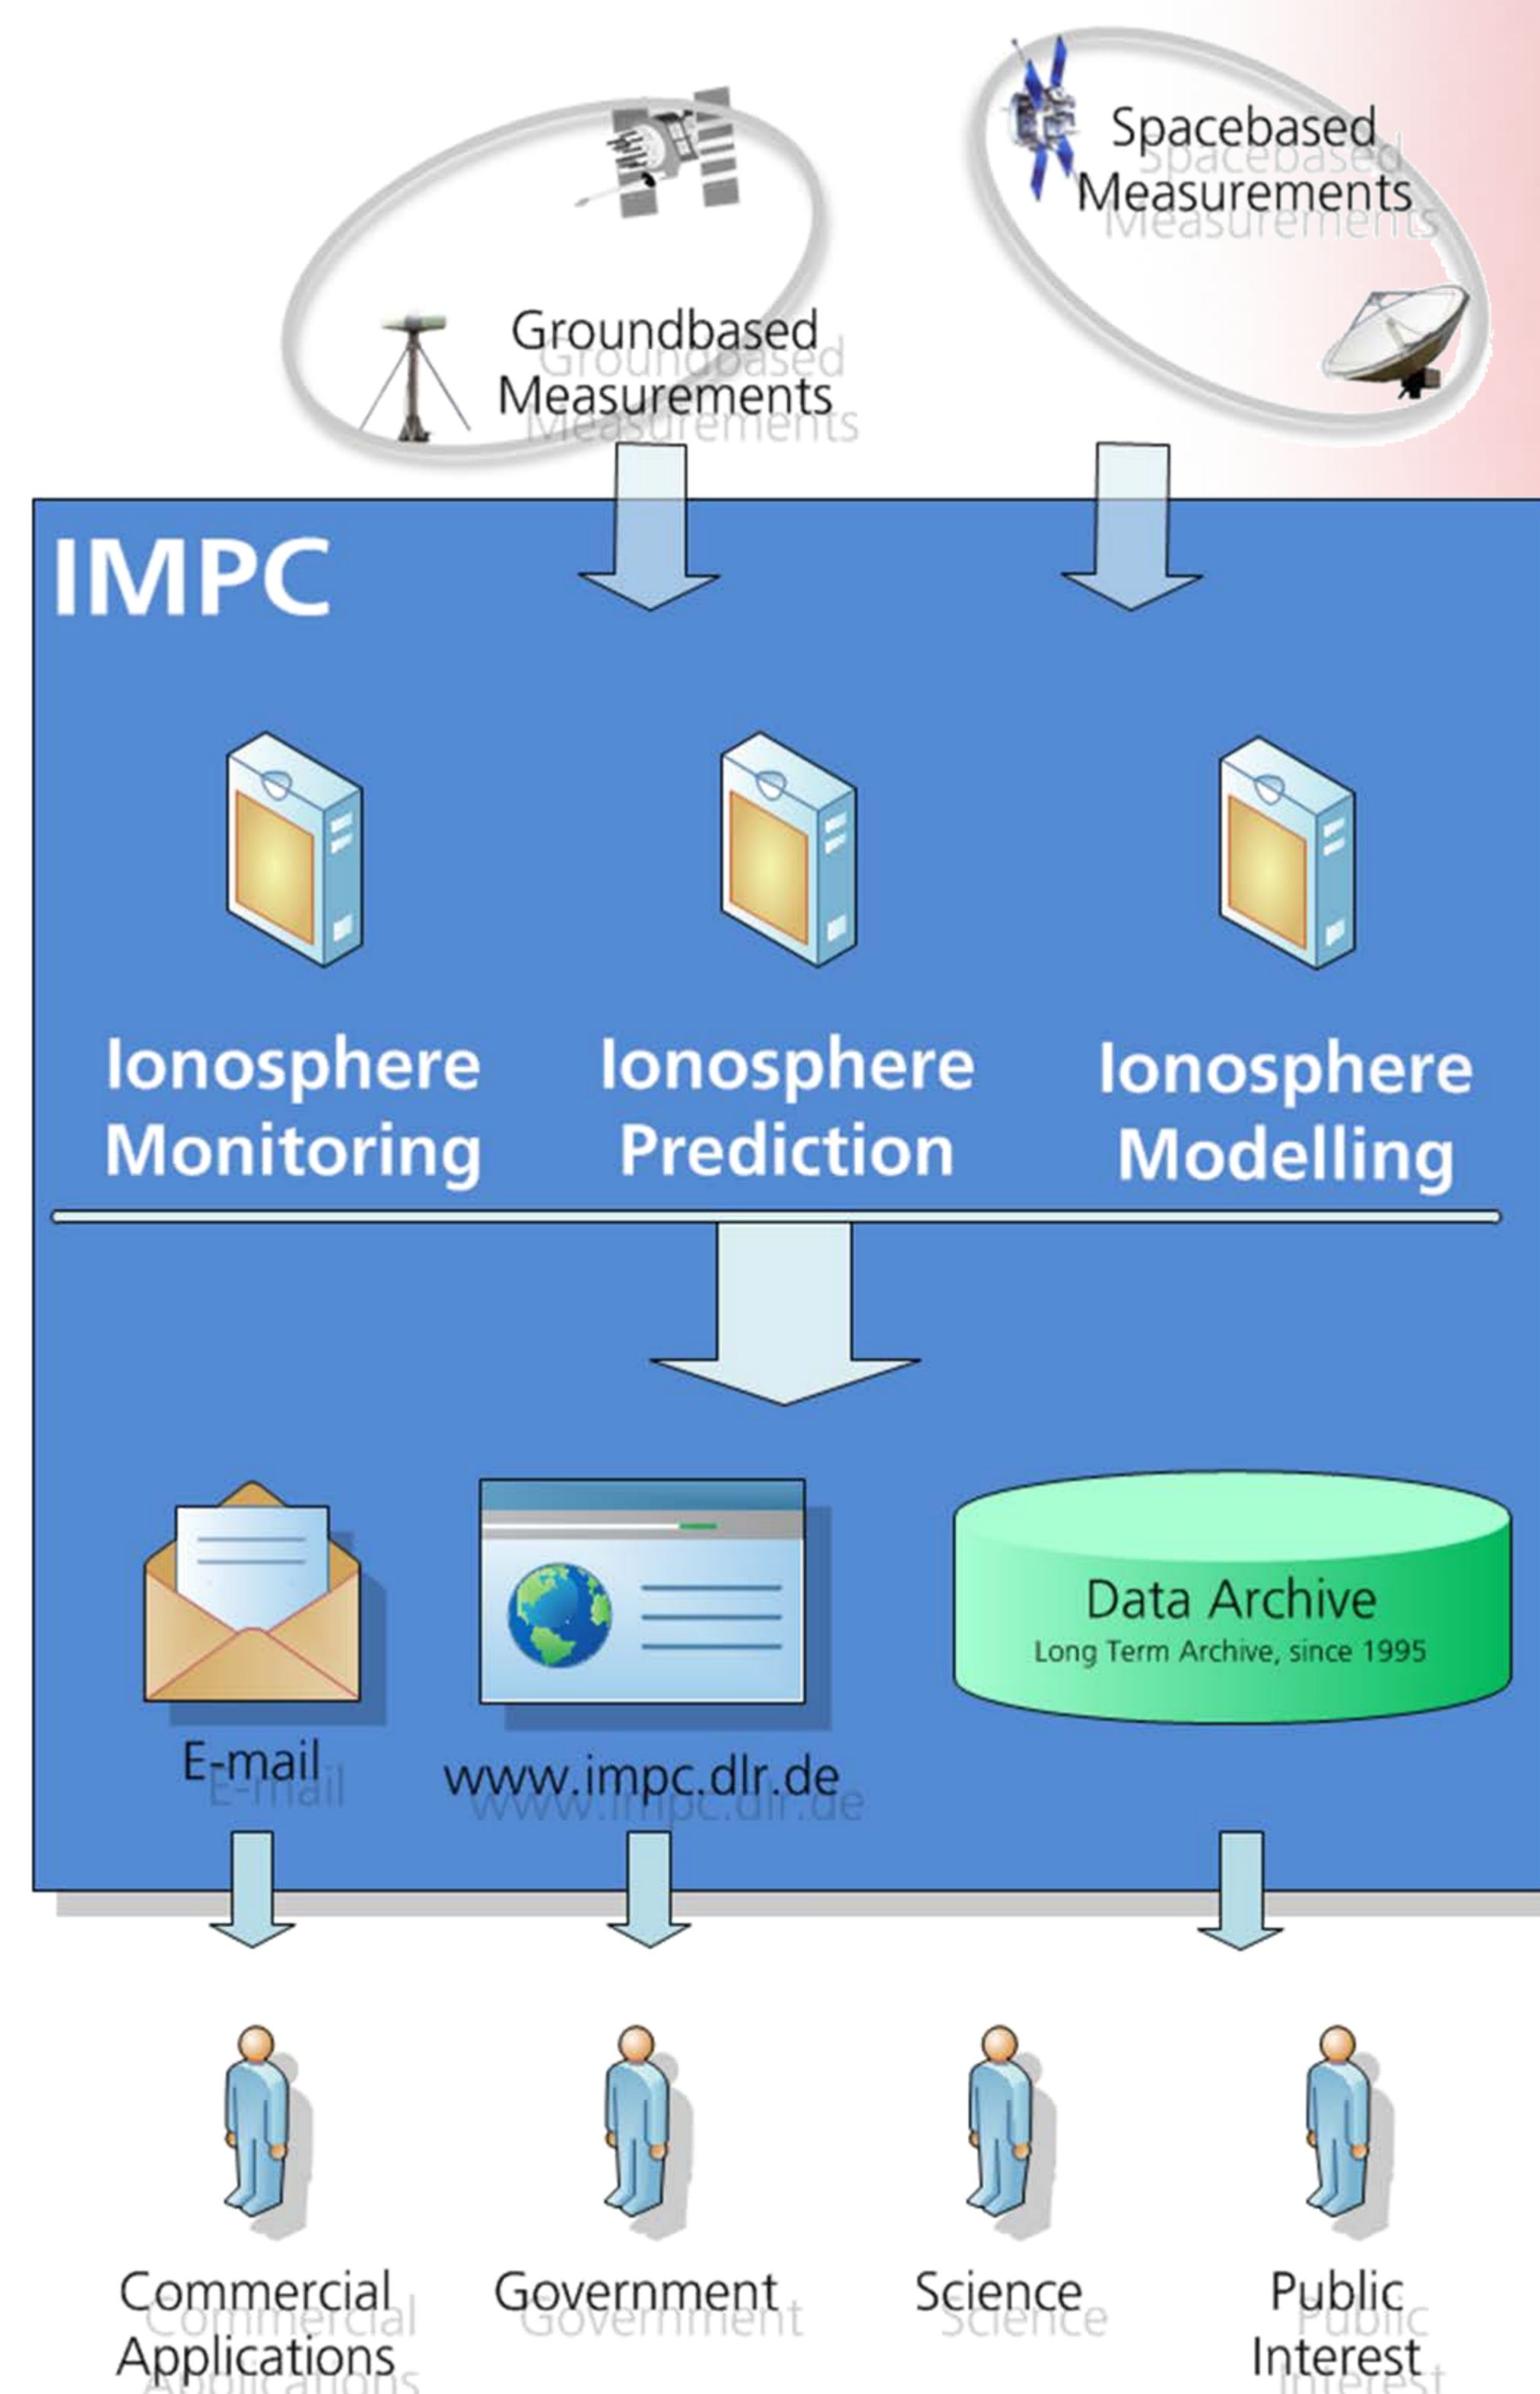 Spacebased
Measurements
Groundbased
Measurements
IMPC
Ionosphere
Monitoring
Ionosphere
Prediction
Ionosphere
Modelling
Data Archive
Long Term Archive, since 1995
E-mail
www.impc.dlr.de
Commercial
Applications
Government
Science
Public
Interest